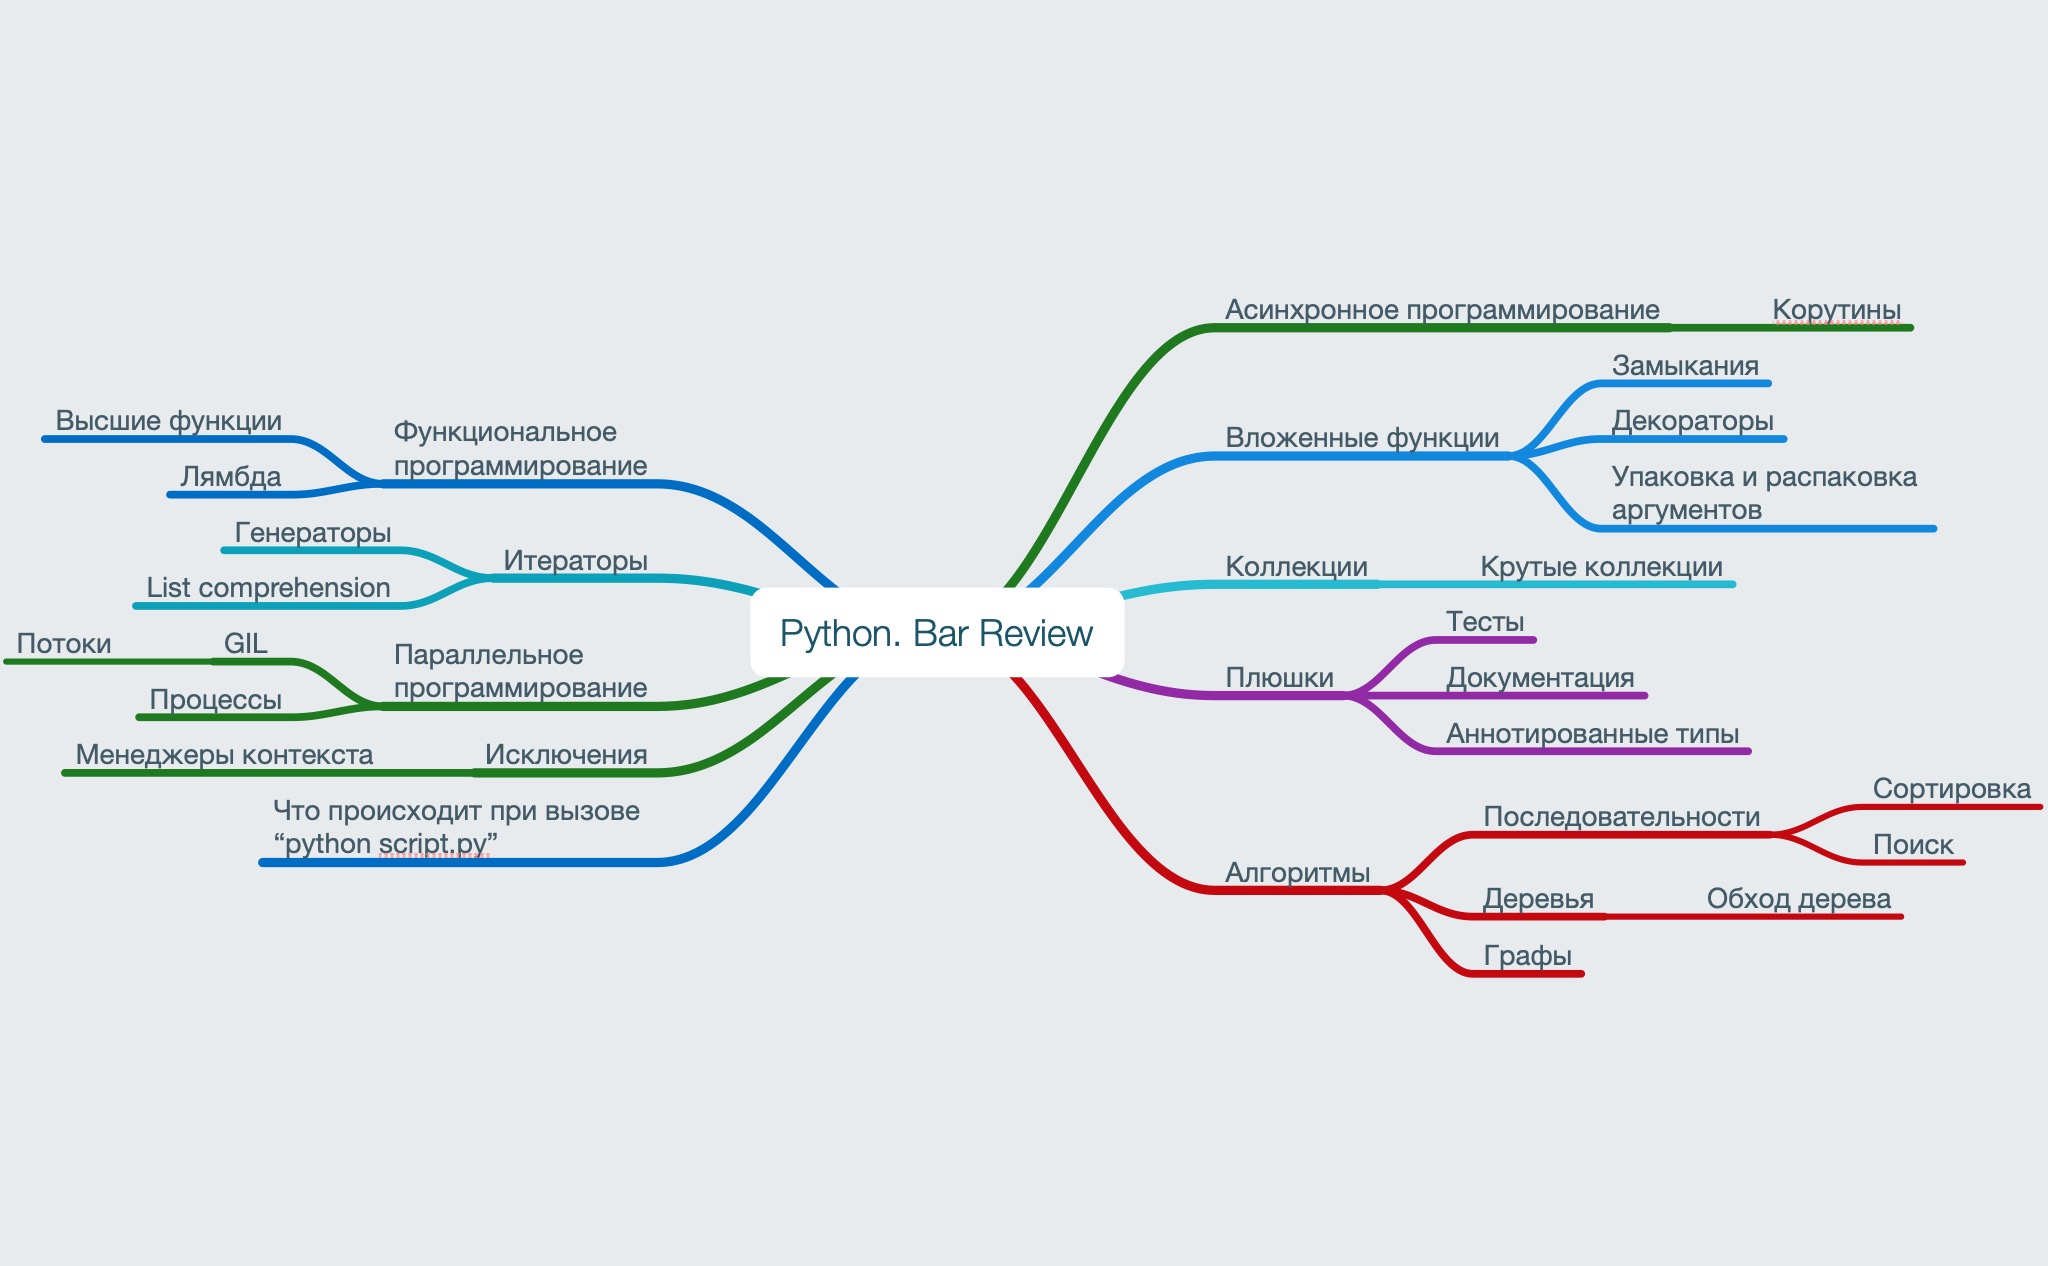 Python. Bar Review
Асинхронное программирование
Корутины
Вложенные функции
Замыкания
Декораторы
Упаковка и распаковка
аргументов
Коллекции
Крутые коллекции
Плюшки
Тесты
Документация
Аннотированные типы
Алгоритмы
Последовательности
Сортировка
Поиск
Деревья
Обход дерева
Графы
Функциональное
программирование
Высшие функции
Лямбда
Итераторы
Генераторы
List comprehension
Параллельное
программирование
GIL
Потоки
Процессы
Исключения
Менеджеры контекста
Что происходит при вызове
“python script.py”